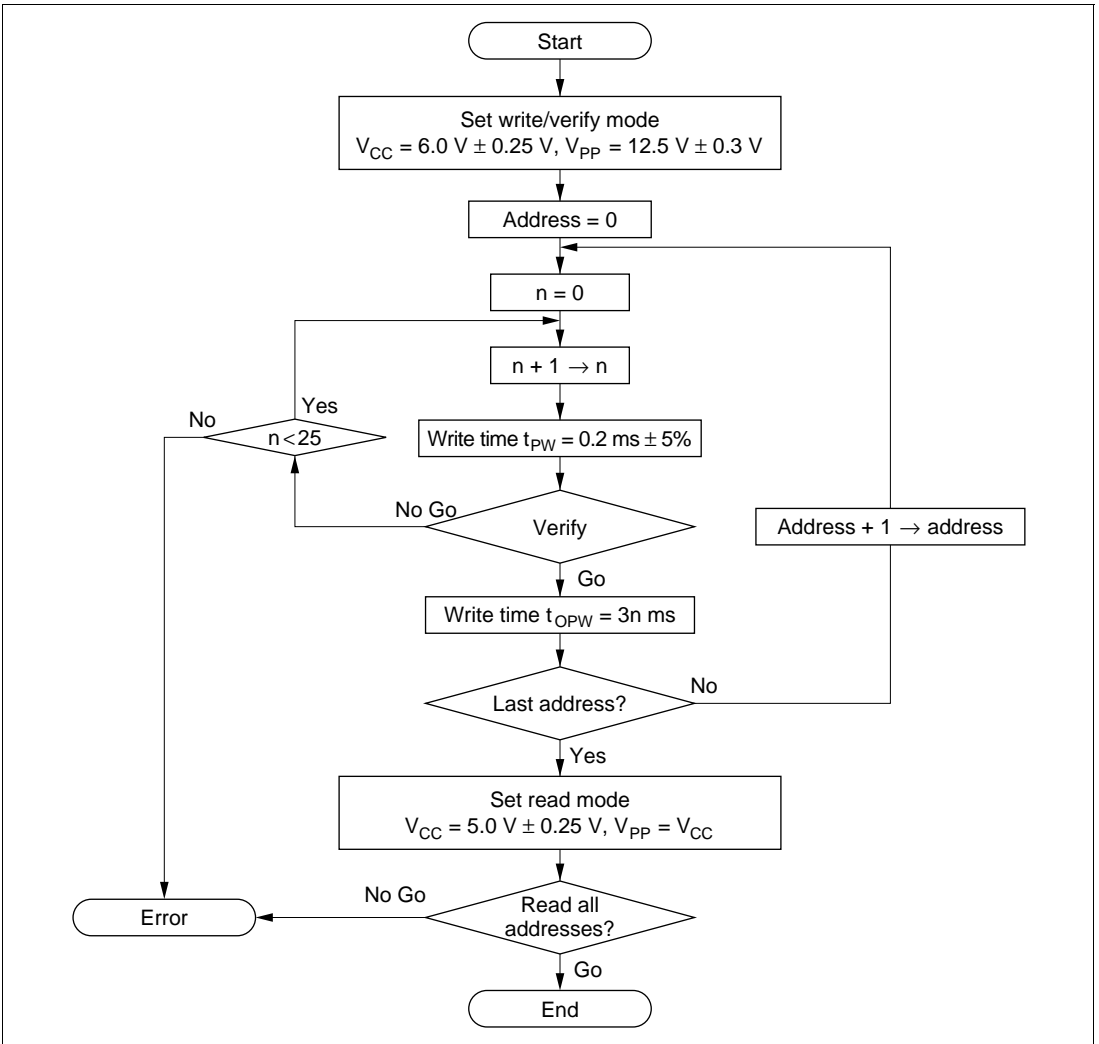 Start
Set write/verify mode
VCC = 6.0 V ± 0.25 V, VPP = 12.5 V ± 0.3 V
Address = 0
n = 0
n + 1 → n
Yes
No
n<25
Write time tPW = 0.2 ms ± 5%
No Go
Verify
Address + 1 → address
Go
Write time tOPW = 3n ms
No
Last address?
Yes
Set read mode
VCC = 5.0 V ± 0.25 V, VPP = VCC
No Go
Error
Read all
addresses?
Go
End